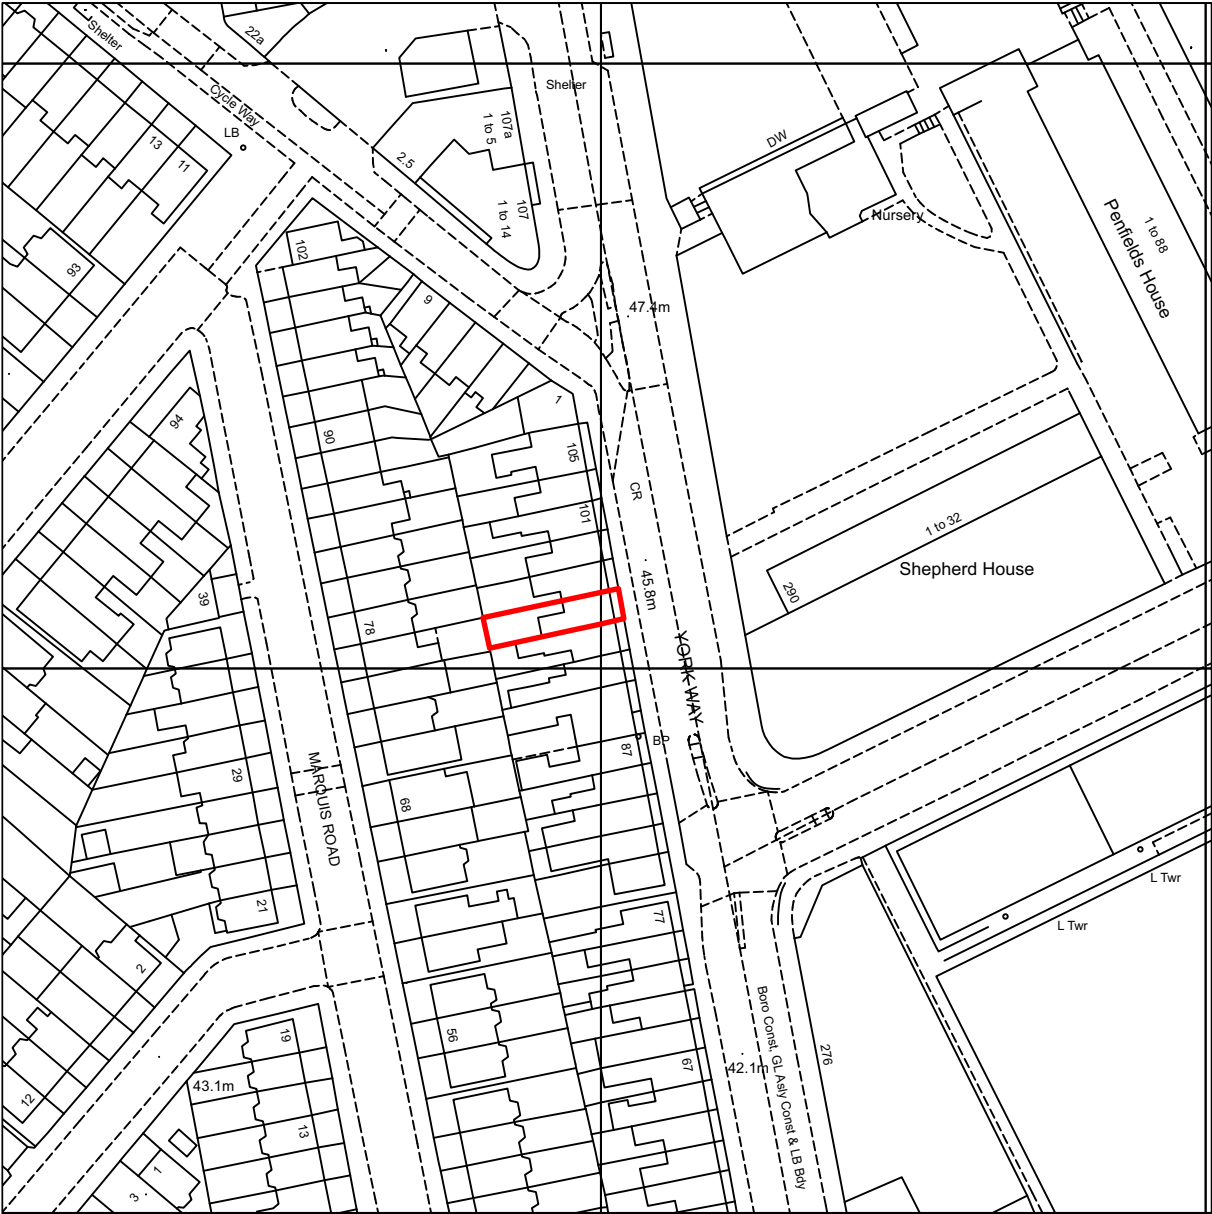 Shelter
22a
Cycle Way
LB
13
11
93
Shelter
107a
1 to 5
2.5
107
1 to 14
DW
Nursery
1 to 88
Penfields House
102
9
47.4m
94
90
1
105
101
CR
1 to 32
Shepherd House
290
45.8m
39
78
YORK WAY
MARQUIS ROAD
29
68
87
BP
21
2
77
L Twr
L Twr
56
19
67
42.1m
Boro Const, GL Asly Const & LB Bdy
276
43.1m
12
13
1
3